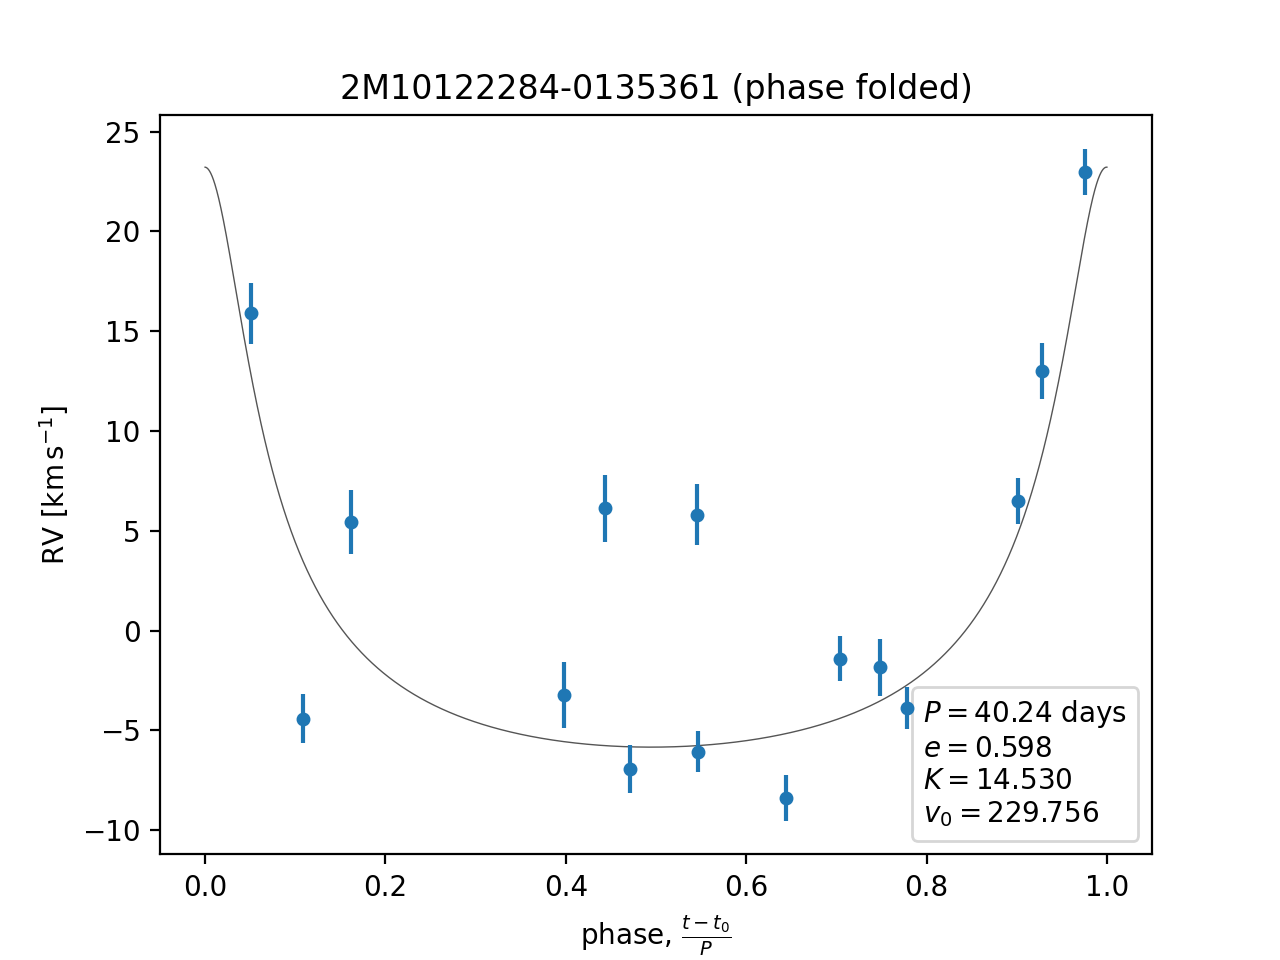 2M10122284-0135361 (phase folded)
25
20
15
10
5
0
−5
−10
RV [km s⁻¹]
P = 40.24 days
e = 0.598
K = 14.530
v₀ = 229.756
0.0 0.2 0.4 0.6 0.8 1.0
phase, (t − t₀)/P